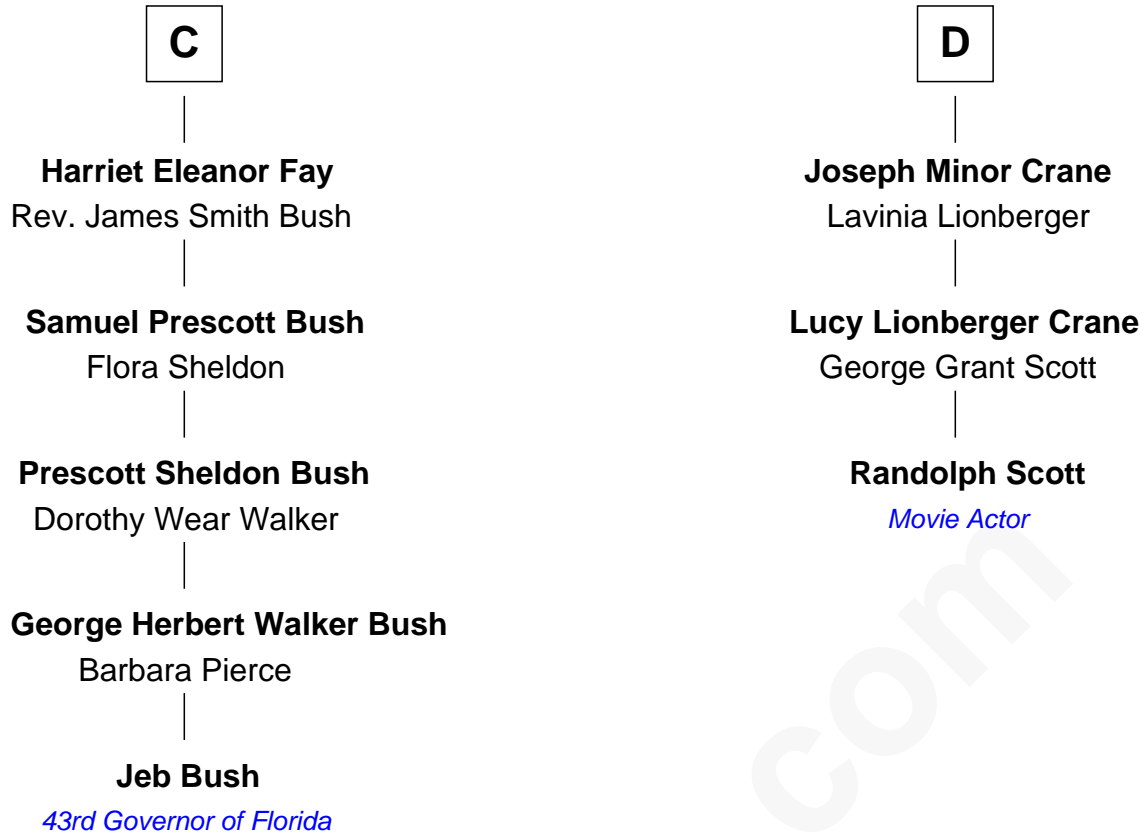 C
Harriet Eleanor Fay
Rev. James Smith Bush
Samuel Prescott Bush
Flora Sheldon
Prescott Sheldon Bush
Dorothy Wear Walker
George Herbert Walker Bush
Barbara Pierce
Jeb Bush
43rd Governor of Florida
D
Joseph Minor Crane
Lavinia Lionberger
Lucy Lionberger Crane
George Grant Scott
Randolph Scott
Movie Actor
com